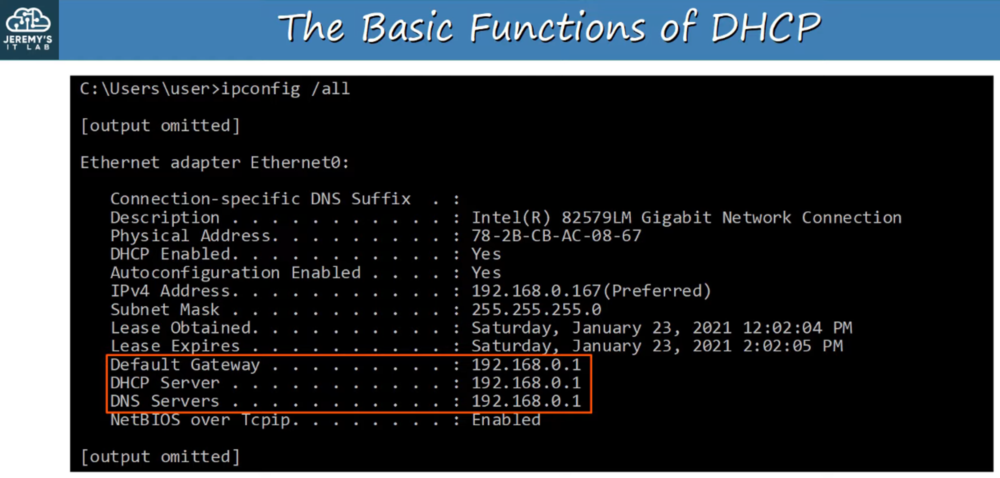 JEREMY'S
IT LAB
The Basic Functions of DHCP
C:\Users\user>ipconfig /all
[output omitted]
Ethernet adapter Ethernet0:
Connection-specific DNS Suffix  . :
Description . . . . . . . . . . . : Intel(R) 82579LM Gigabit Network Connection
Physical Address. . . . . . . . . : 78-2B-CB-AC-08-67
DHCP Enabled. . . . . . . . . . . : Yes
Autoconfiguration Enabled . . . . : Yes
IPv4 Address. . . . . . . . . . . : 192.168.0.167(Preferred)
Subnet Mask . . . . . . . . . . . : 255.255.255.0
Lease Obtained. . . . . . . . . . : Saturday, January 23, 2021 12:02:04 PM
Lease Expires . . . . . . . . . . : Saturday, January 23, 2021 2:02:05 PM
Default Gateway . . . . . . . . . : 192.168.0.1
DHCP Server . . . . . . . . . . . : 192.168.0.1
DNS Servers . . . . . . . . . . . : 192.168.0.1
NetBIOS over Tcpip. . . . . . . . : Enabled
[output omitted]